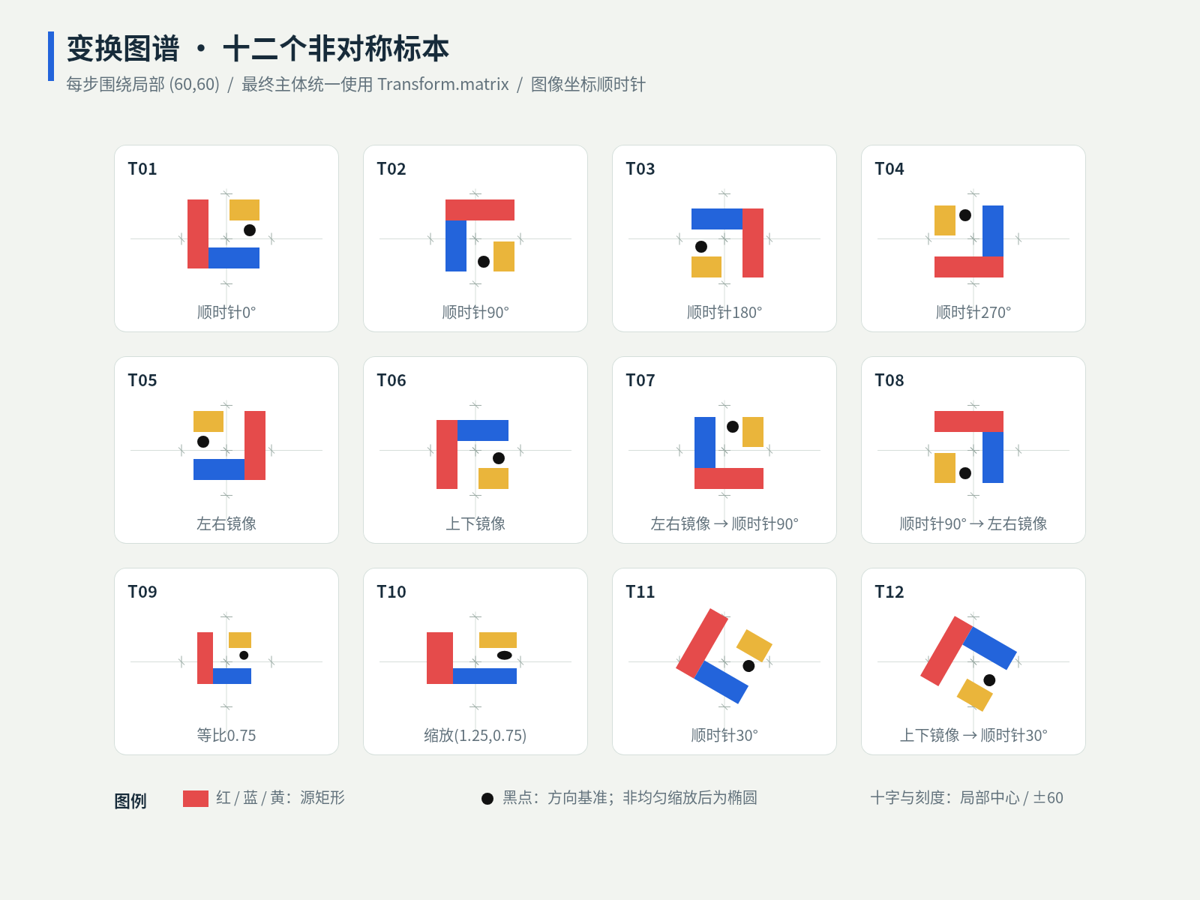 变换图谱 · 十二个非对称标本
每步围绕局部 (60,60) / 最终主体统一使用 Transform.matrix / 图像坐标顺时针
T01
顺时针0°
T02
顺时针90°
T03
顺时针180°
T04
顺时针270°
T05
左右镜像
T06
上下镜像
T07
左右镜像 → 顺时针90°
T08
顺时针90° → 左右镜像
T09
等比0.75
T10
缩放(1.25,0.75)
T11
顺时针30°
T12
上下镜像 → 顺时针30°
图例
红 / 蓝 / 黄：源矩形
黑点：方向基准；非均匀缩放后为椭圆
十字与刻度：局部中心 / ±60